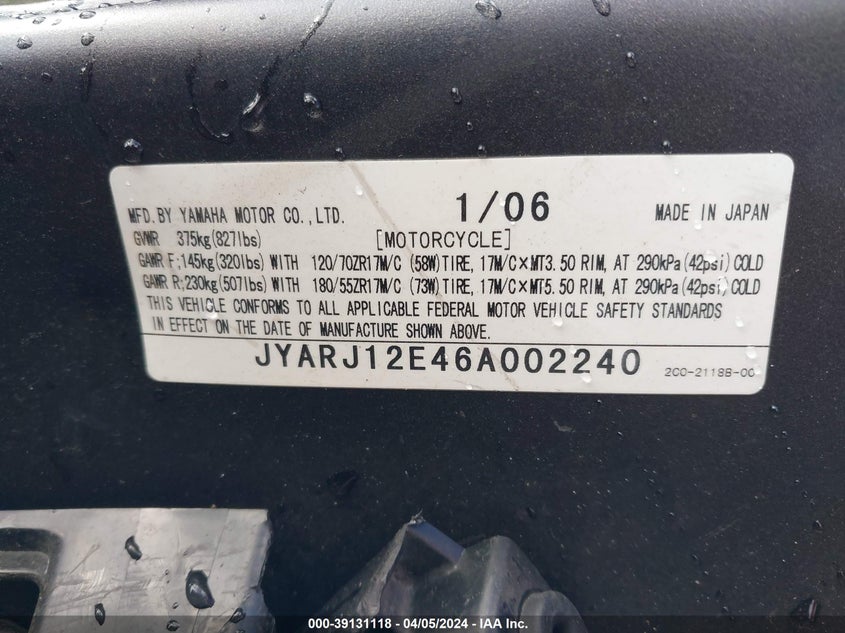 MFD. BY YAMAHA MOTOR CO., LTD. 1/06 MADE IN JAPAN
GVWR 375kg(827lbs) [MOTORCYCLE]
GAWR F;145kg(320lbs) WITH 120/70ZR17M/C (58W)TIRE, 17M/C×MT3.50 RIM, AT 290kPa(42psi)COLD
GAWR R;230kg(507lbs) WITH 180/55ZR17M/C (73W)TIRE, 17M/C×MT5.50 RIM, AT 290kPa(42psi)COLD
THIS VEHICLE CONFORMS TO ALL APPLICABLE FEDERAL MOTOR VEHICLE SAFETY STANDARDS
IN EFFECT ON THE DATE OF MANUFACTURE SHOWN ABOVE.
JYARJ12E46A002240 2C0-2118B-00
000-39131118 - 04/05/2024 - IAA Inc.